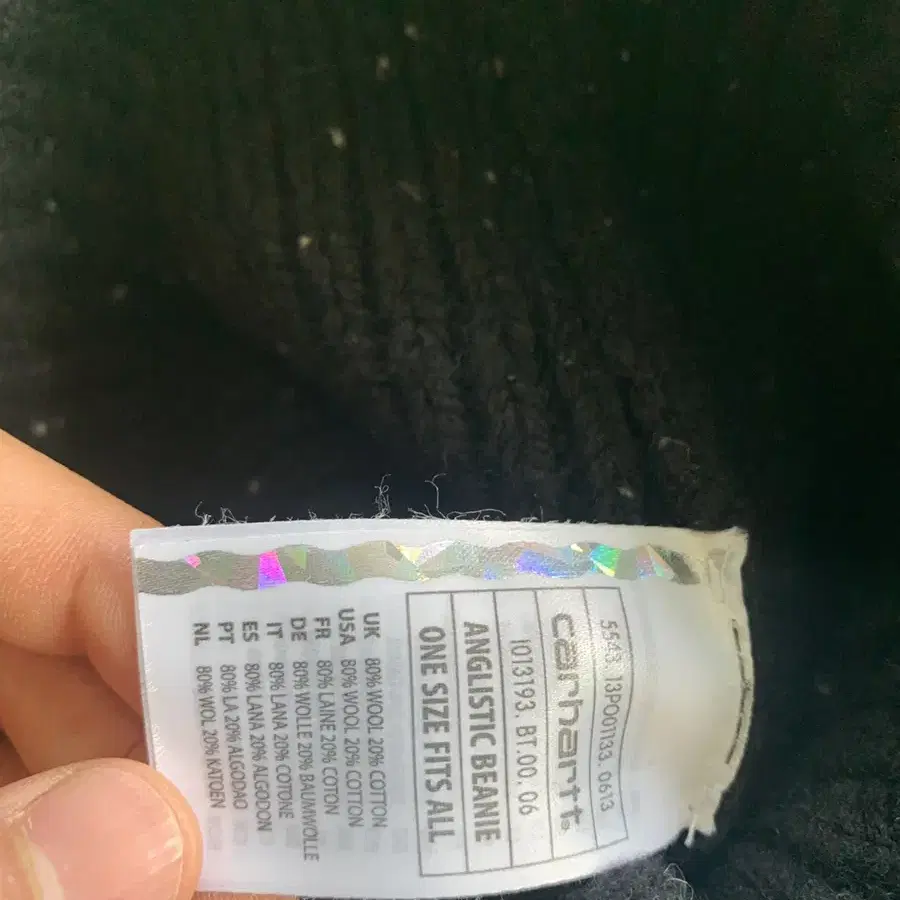 5543. 13P001133. 0613
carhartt®
I013193. BT. 00. 06
ANGLISTIC BEANIE
ONE SIZE FITS ALL
UK 80% WOOL 20% COTTON
USA 80% WOOL 20% COTTON
FR 80% LAINE 20% COTON
DE 80% WOLLE 20% BAUMWOLLE
IT 80% LANA 20% COTONE
ES 80% LANA 20% ALGODON
PT 80% LA 20% ALGODAO
NL 80% WOL 20% KATOEN